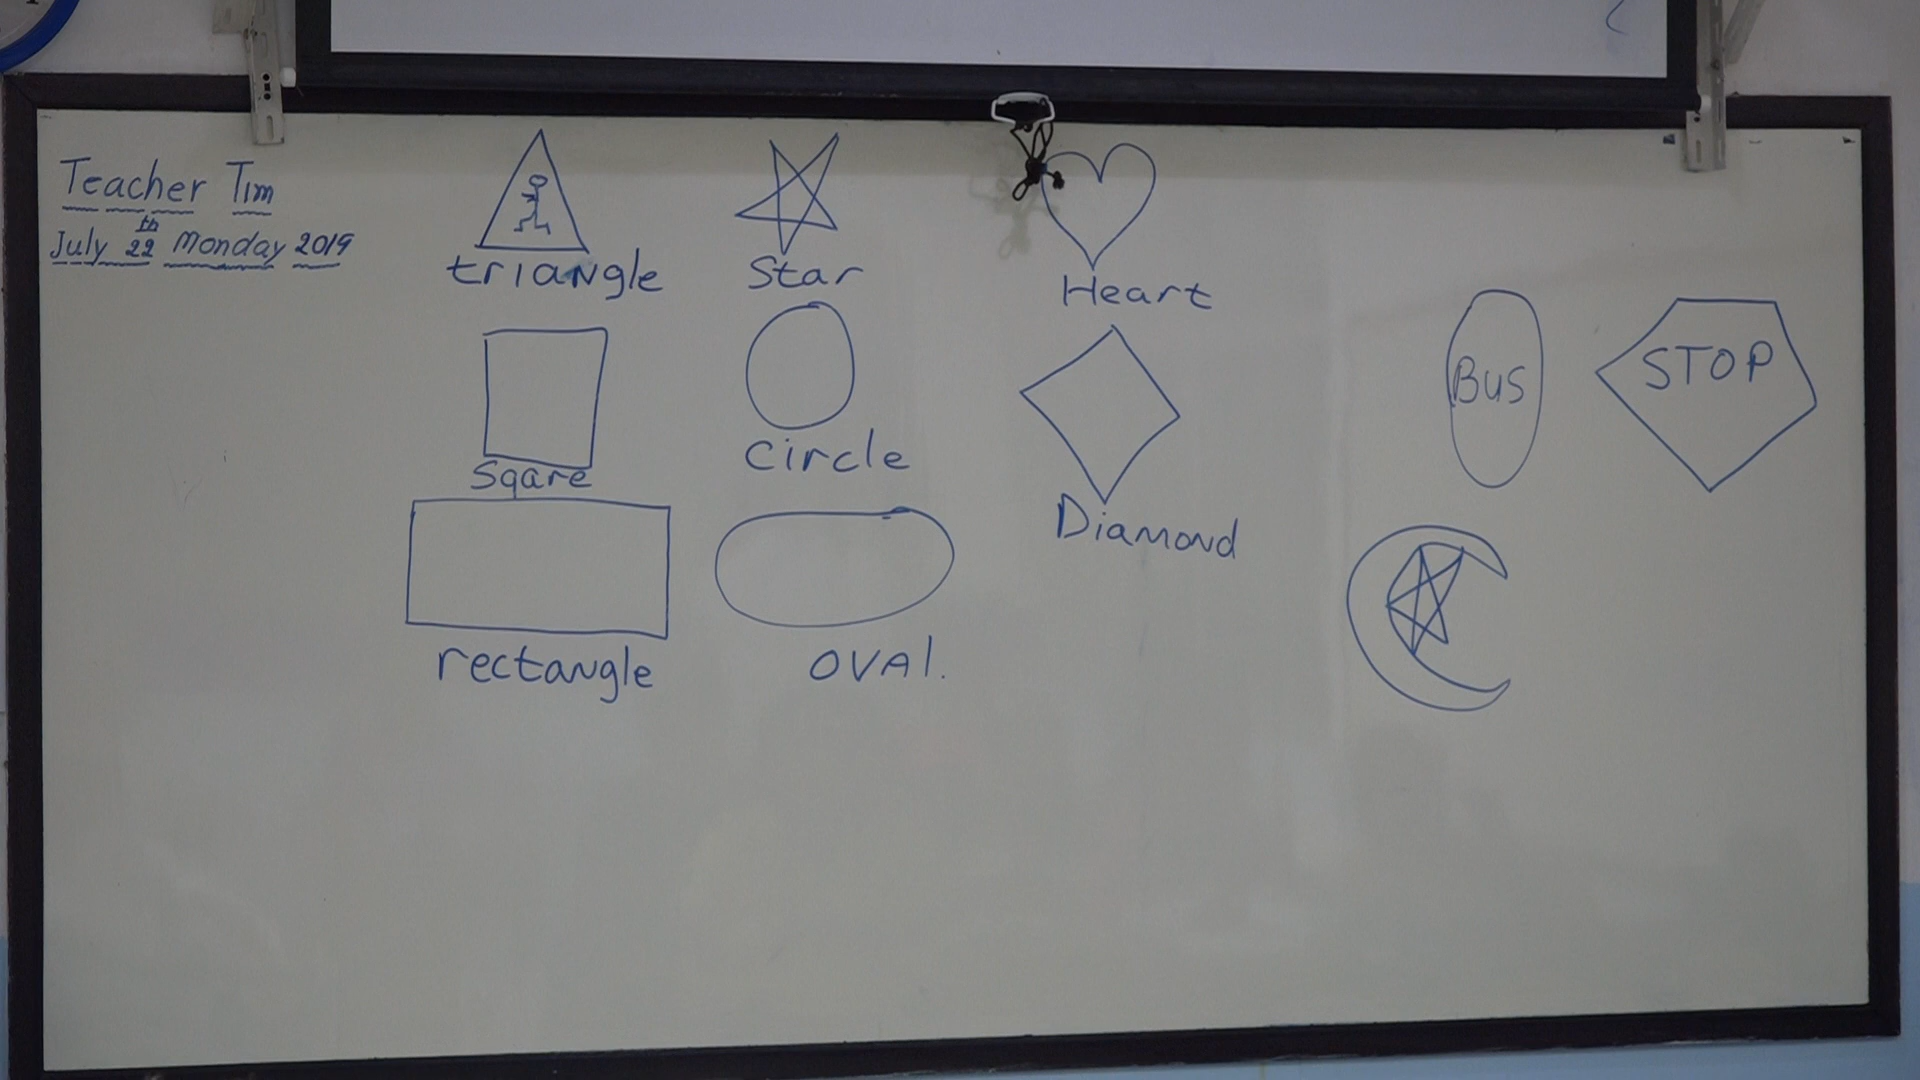 Teacher Tim
July 22th Monday 2019
triangle
Star
Heart
Sqare
circle
Diamond
rectangle
OVAl.
BUS
STOP